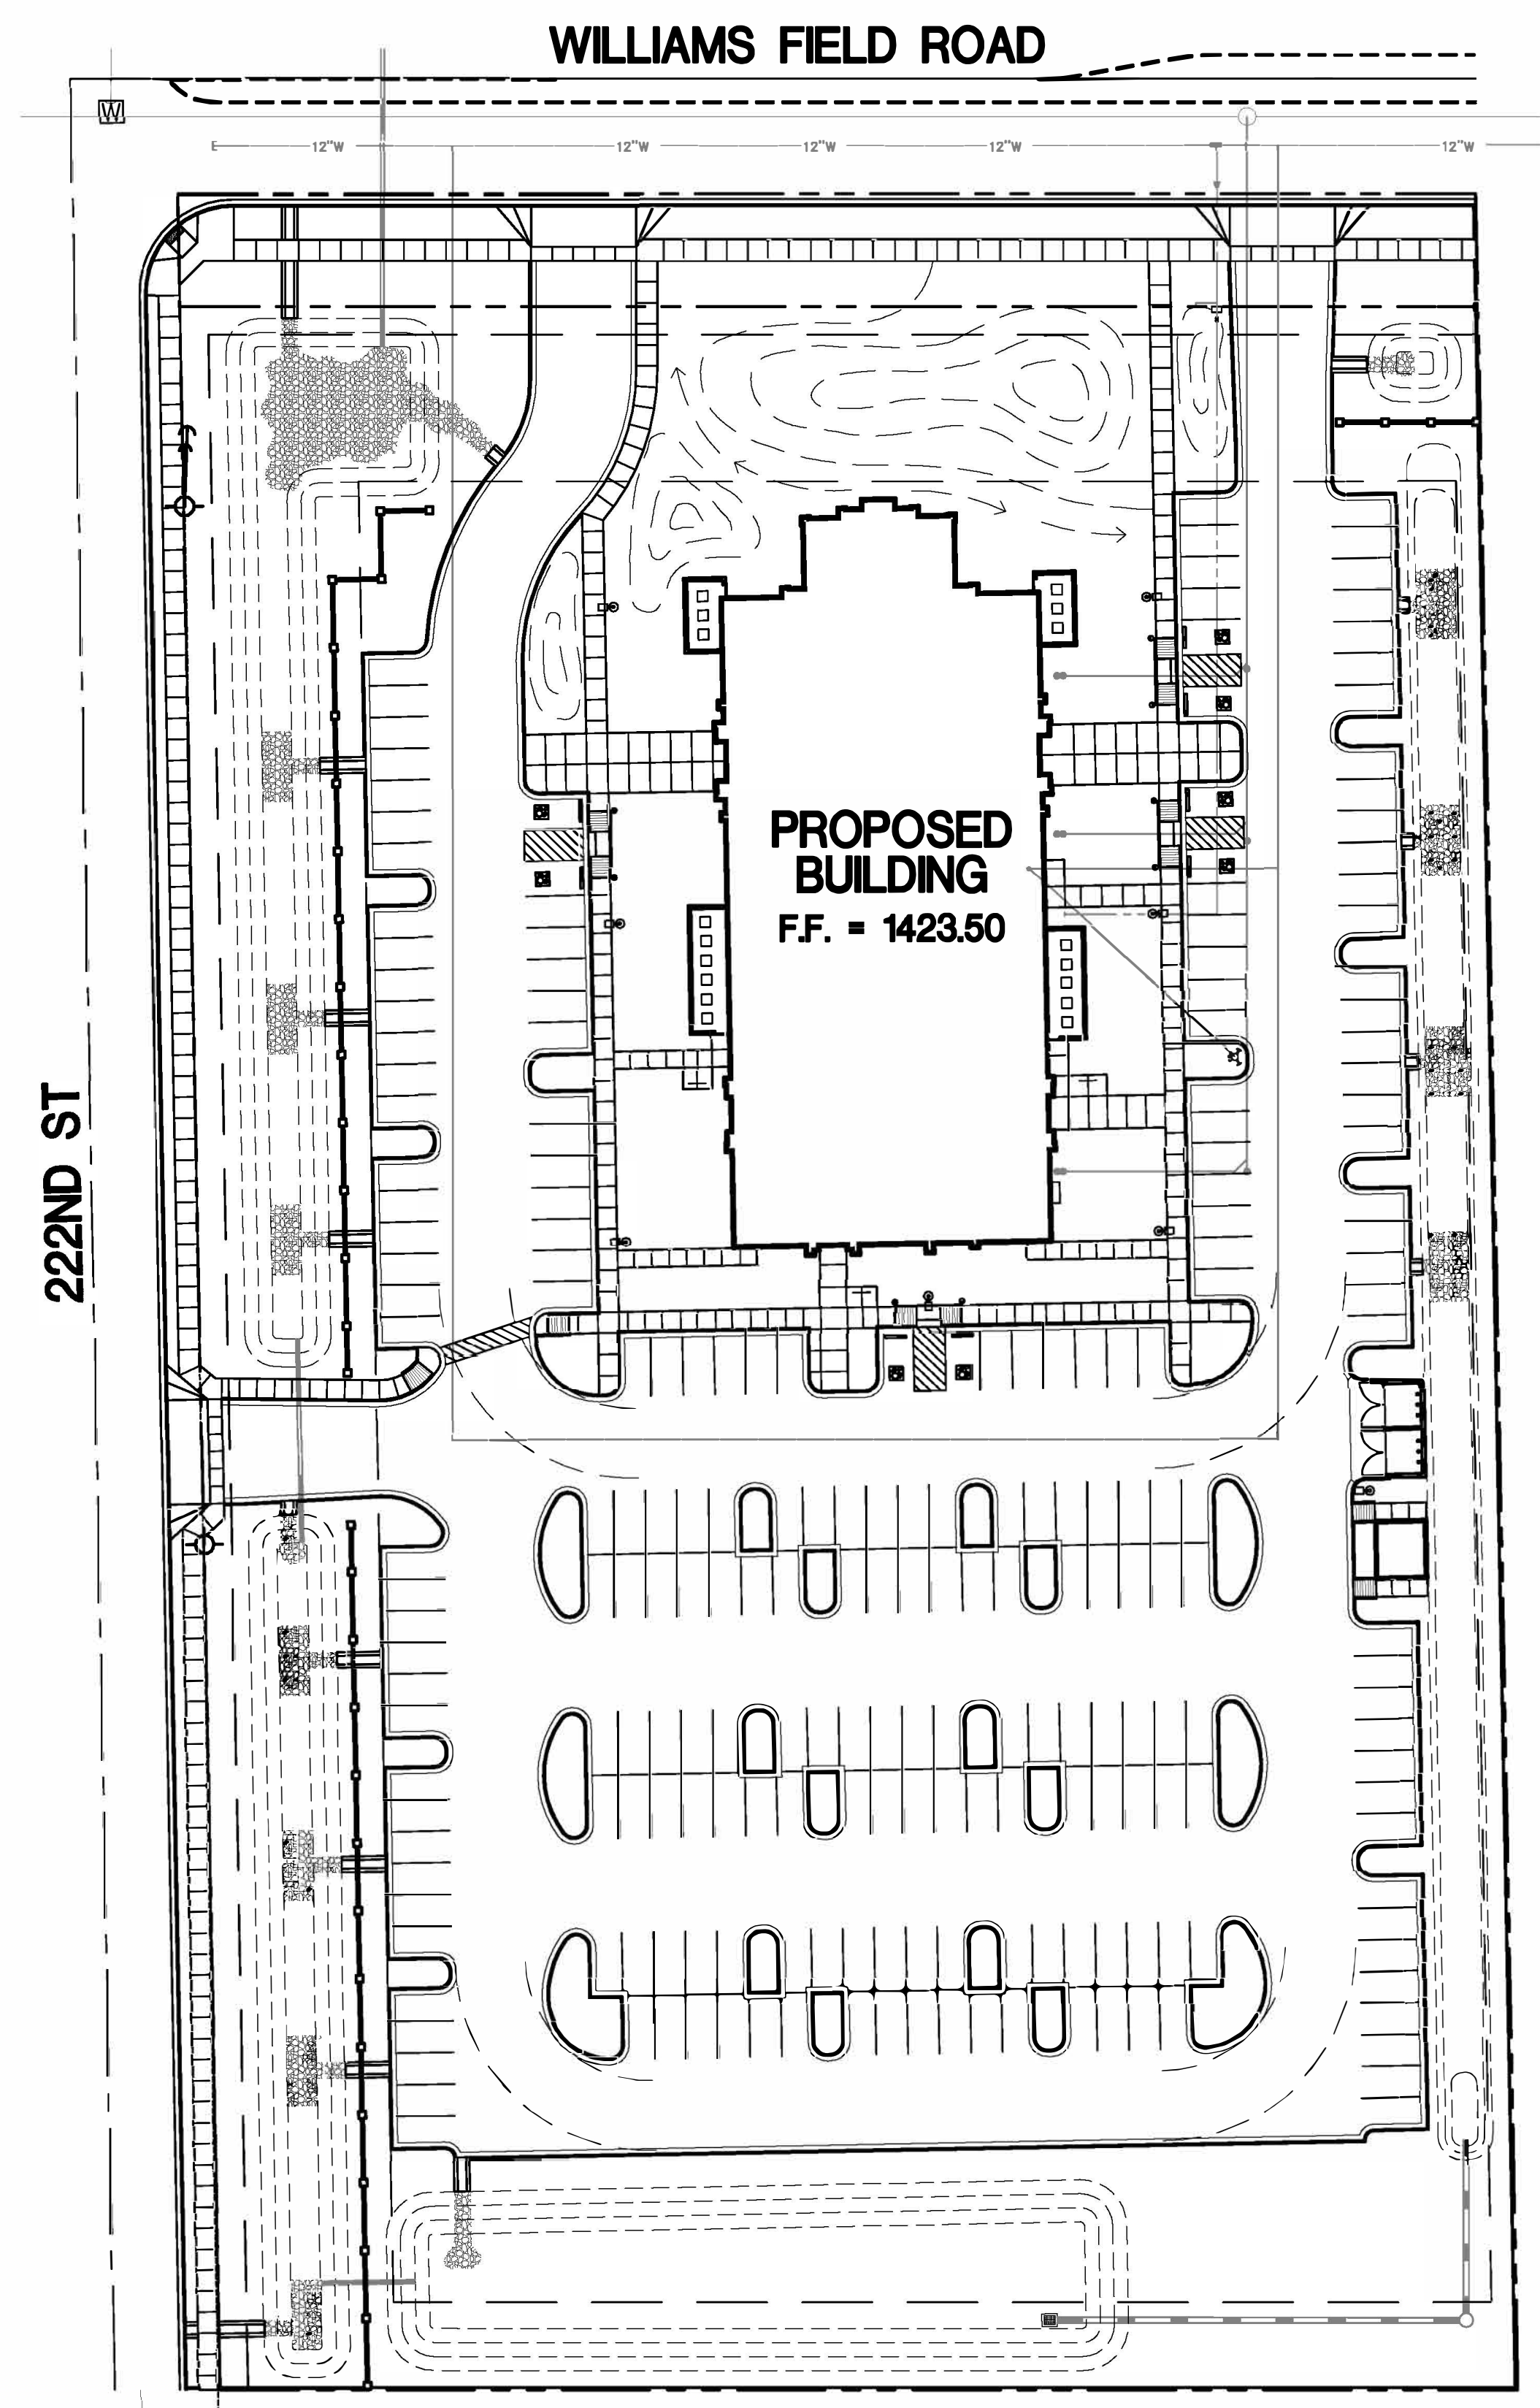 WILLIAMS FIELD ROAD
W
E 12"W 12"W 12"W 12"W 12"W
PROPOSED
BUILDING
F.F. = 1423.50
222ND ST